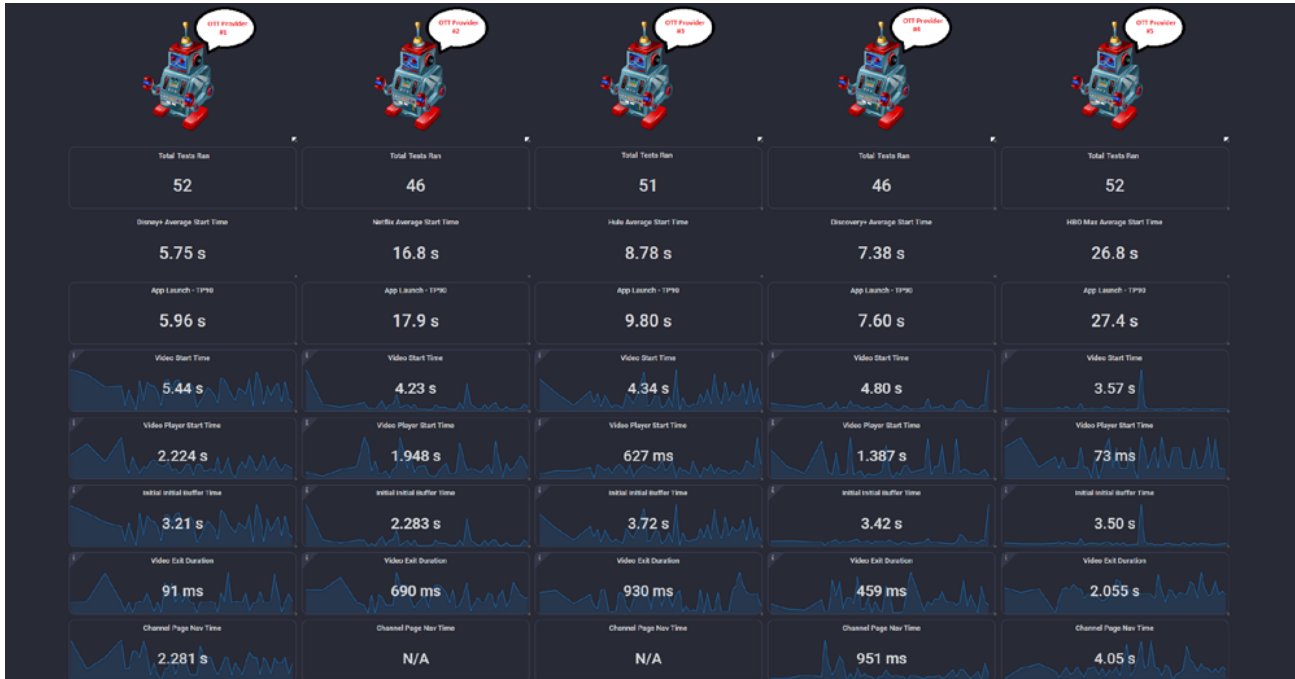 OTT Provider
#1
OTT Provider
#2
OTT Provider
#3
OTT Provider
#4
OTT Provider
#5
Total Tests Ran
52
Total Tests Ran
46
Total Tests Ran
51
Total Tests Ran
46
Total Tests Ran
52
Disney+ Average Start Time
5.75 s
Netflix Average Start Time
16.8 s
Hulu Average Start Time
8.78 s
Discovery+ Average Start Time
7.38 s
HBO Max Average Start Time
26.8 s
App Launch - TP90
5.96 s
App Launch - TP90
17.9 s
App Launch - TP90
9.80 s
App Launch - TP90
7.60 s
App Launch - TP90
27.4 s
Video Start Time
5.44 s
Video Start Time
4.23 s
Video Start Time
4.34 s
Video Start Time
4.80 s
Video Start Time
3.57 s
Video Player Start Time
2.224 s
Video Player Start Time
1.948 s
Video Player Start Time
627 ms
Video Player Start Time
1.387 s
Video Player Start Time
73 ms
Initial Initial Buffer Time
3.21 s
Initial Initial Buffer Time
2.283 s
Initial Initial Buffer Time
3.72 s
Initial Initial Buffer Time
3.42 s
Initial Initial Buffer Time
3.50 s
Video Exit Duration
91 ms
Video Exit Duration
690 ms
Video Exit Duration
930 ms
Video Exit Duration
459 ms
Video Exit Duration
2.055 s
Channel Page Nav Time
2.281 s
Channel Page Nav Time
N/A
Channel Page Nav Time
N/A
Channel Page Nav Time
951 ms
Channel Page Nav Time
4.05 s